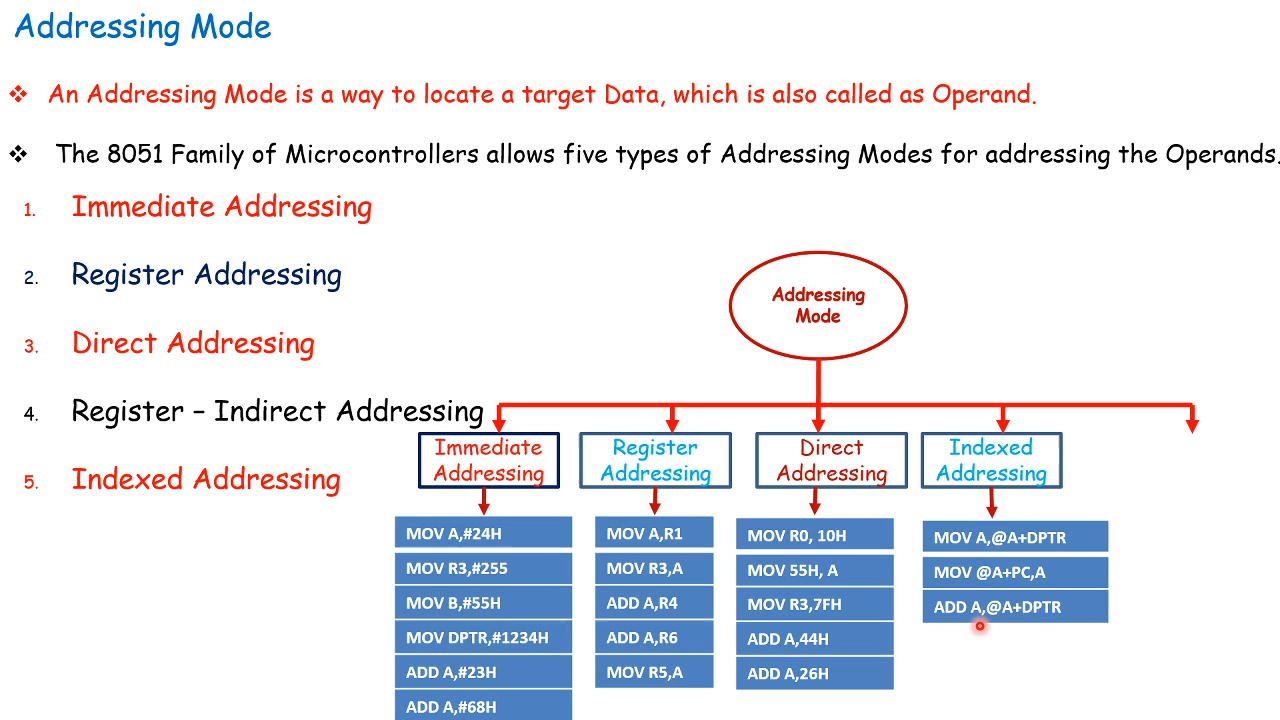 Addressing Mode
❖ An Addressing Mode is a way to locate a target Data, which is also called as Operand.
❖ The 8051 Family of Microcontrollers allows five types of Addressing Modes for addressing the Operands.
1. Immediate Addressing
2. Register Addressing
3. Direct Addressing
4. Register – Indirect Addressing
5. Indexed Addressing
Addressing
Mode
Immediate
Addressing
MOV A,#24H
MOV R3,#255
MOV B,#55H
MOV DPTR,#1234H
ADD A,#23H
ADD A,#68H
Register
Addressing
MOV A,R1
MOV R3,A
ADD A,R4
ADD A,R6
MOV R5,A
Direct
Addressing
MOV R0, 10H
MOV 55H, A
MOV R3,7FH
ADD A,44H
ADD A,26H
Indexed
Addressing
MOV A,@A+DPTR
MOV @A+PC,A
ADD A,@A+DPTR